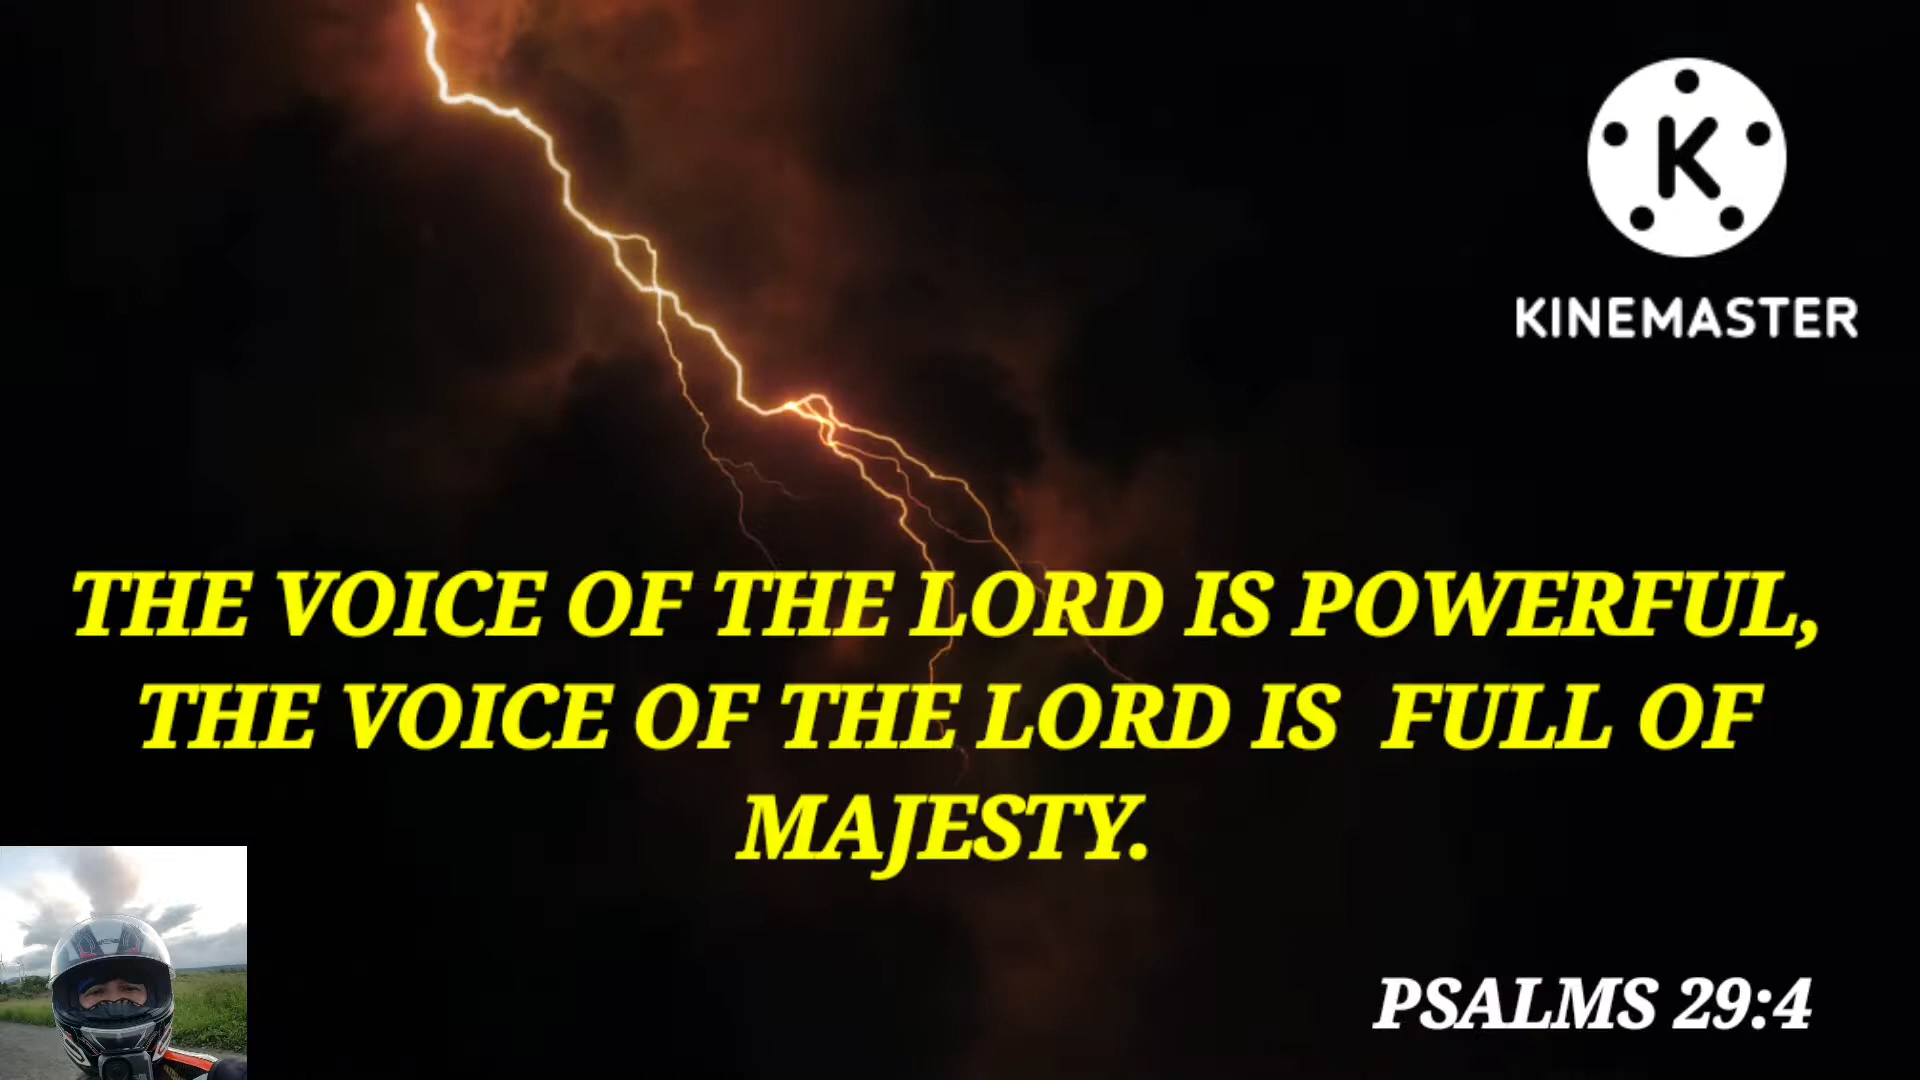 K
KINEMASTER
THE VOICE OF THE LORD IS POWERFUL,
THE VOICE OF THE LORD IS  FULL OF
MAJESTY.
PSALMS 29:4